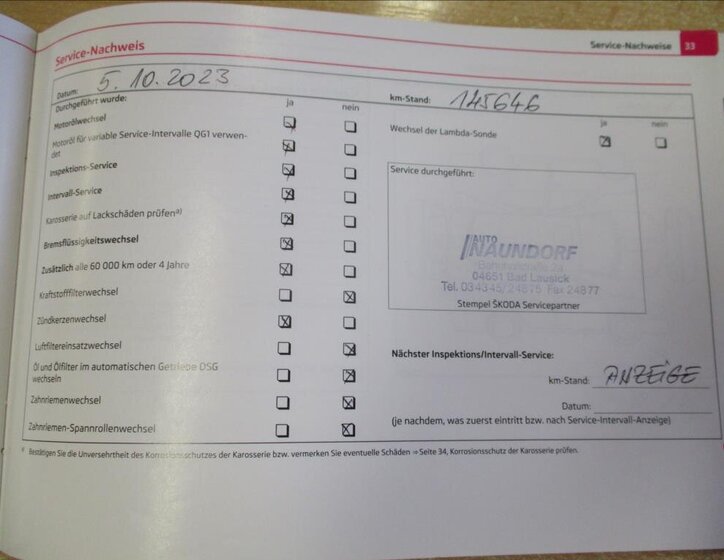 Service-Nachweis
Service-Nachweise 33
Datum: 5.10.2023
Durchgeführt wurde: ja nein
Motorölwechsel
Motoröl für variable Service-Intervalle QG1 verwen-
det
Inspektions-Service
Intervall-Service
Karosserie auf Lackschäden prüfena)
Bremsflüssigkeitswechsel
Zusätzlich alle 60 000 km oder 4 Jahre
Kraftstofffilterwechsel
Zündkerzenwechsel
Luftfiltereinsatzwechsel
Öl und Ölfilter im automatischen Getriebe DSG
wechseln
Zahnriemenwechsel
Zahnriemen-Spannrollenwechsel
km-Stand: 145646
ja nein
Wechsel der Lambda-Sonde
Service durchgeführt:
AUTO
NAUNDORF
Bahnhofstraße 2a
04651 Bad Lausick
Tel. 034345/24875 Fax 24877
Stempel ŠKODA Servicepartner
Nächster Inspektions/Intervall-Service:
km-Stand: ANZEIGE
Datum:
(je nachdem, was zuerst eintritt bzw. nach Service-Intervall-Anzeige)
a) Bestätigen Sie die Unversehrtheit des Korrosionsschutzes der Karosserie bzw. vermerken Sie eventuelle Schäden ⇒ Seite 34, Korrosionsschutz der Karosserie prüfen.